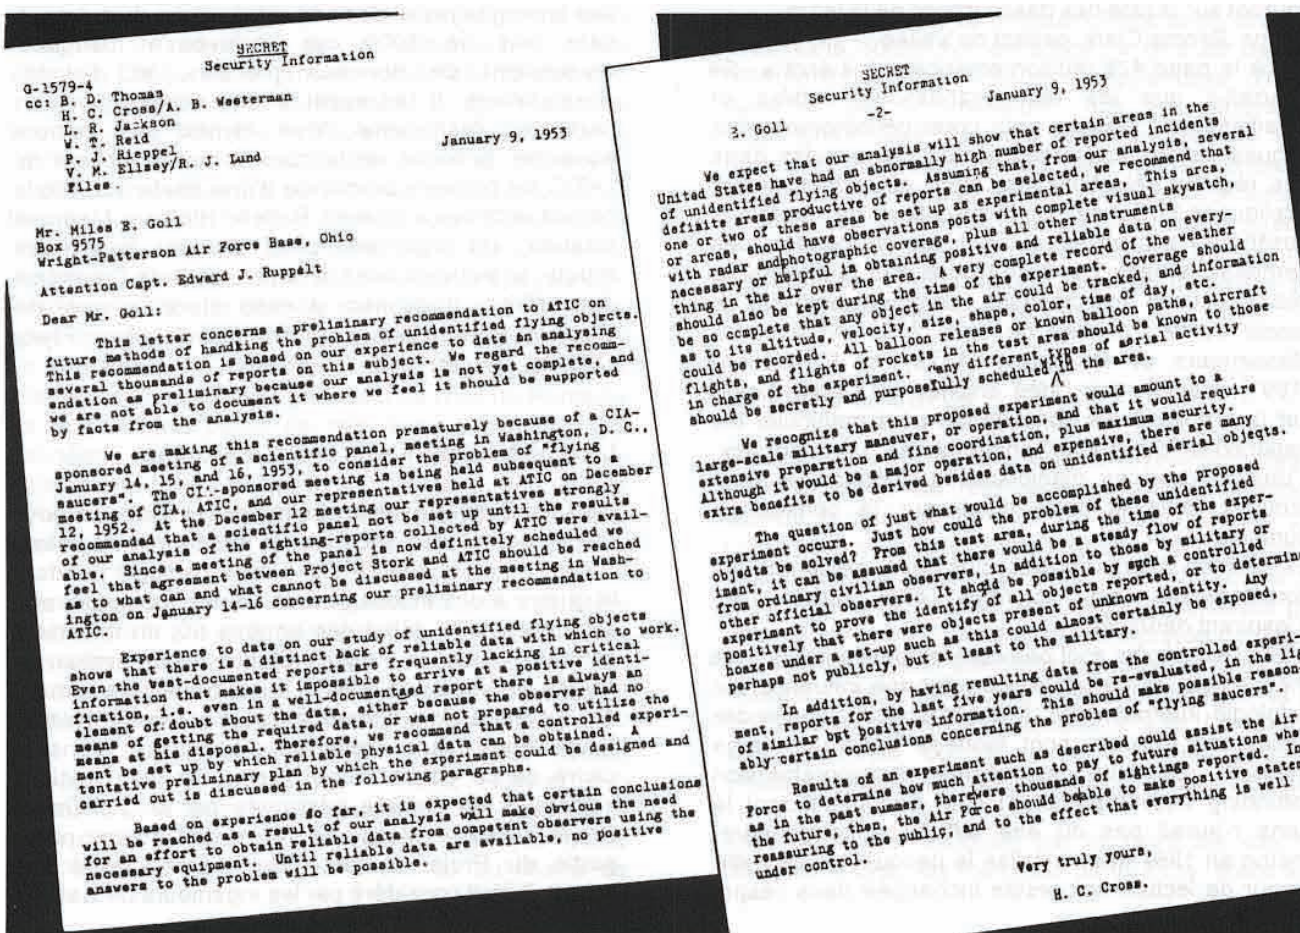 SECRET
Security Information
G-1579-4
cc: B. D. Thomas
H. C. Cross/A. B. Westerman
L. R. Jackson
W. T. Reid
P. J. Rieppel
V. M. Ellsey/R. J. Lund
Files
January 9, 1953
Mr. Miles E. Goll
Box 9575
Wright-Patterson Air Force Base, Ohio
Attention Capt. Edward J. Ruppelt
Dear Mr. Goll:
This letter concerns a preliminary recommendation to ATIC on
future methods of handling the problem of unidentified flying objects.
This recommendation is based on our experience to date in analysing
several thousands of reports on this subject. We regard the recomm-
endation as preliminary because our analysis is not yet complete, and
we are not able to document it where we feel it should be supported
by facts from the analysis.
We are making this recommendation prematurely because of a CIA-
sponsored meeting of a scientific panel, meeting in Washington, D. C.,
January 14, 15, and 16, 1953, to consider the problem of "flying
saucers". The CIA-sponsored meeting is being held subsequent to a
meeting of CIA, ATIC, and our representatives held at ATIC on December
12, 1952. At the December 12 meeting our representatives strongly
recommended that a scientific panel not be set up until the results
of our analysis of the sighting-reports collected by ATIC were avail-
able. Since a meeting of the panel is now definitely scheduled we
feel that agreement between Project Stork and ATIC should be reached
as to what can and what cannot be discussed at the meeting in Wash-
ington on January 14-16 concerning our preliminary recommendation to
ATIC.
Experience to date on our study of unidentified flying objects
shows that there is a distinct lack of reliable data with which to work.
Even the best-documented reports are frequently lacking in critical
information that makes it impossible to arrive at a positive identi-
fication, i.e. even in a well-documented report there is always an
element of doubt about the data, either because the observer had no
means of getting the required data, or was not prepared to utilize the
means at his disposal. Therefore, we recommend that a controlled experi-
ment be set up by which reliable physical data can be obtained. A
tentative preliminary plan by which the experiment could be designed and
carried out is discussed in the following paragraphs.
Based on experience so far, it is expected that certain conclusions
will be reached as a result of our analysis which will make obvious the need
for an effort to obtain reliable data from competent observers using the
necessary equipment. Until more reliable data are available, no positive
answers to the problem will be possible.
SECRET
Security Information
E. Goll
-2-
January 9, 1953
We expect that our analysis will show that certain areas in the
United States have had an abnormally high number of reported incidents
of unidentified flying objects. Assuming that, from our analysis, several
definite areas productive of reports can be selected, we recommend that
one or two of these areas be set up as experimental areas. This area,
or areas, should have observations posts with complete visual skywatch,
with radar and photographic coverage, plus all other instruments
necessary or helpful in obtaining positive and reliable data on every-
thing in the air over the area. A very complete record of the weather
should also be kept during the time of the experiment. Coverage should
be so complete that any object in the air could be tracked, and information
as to its altitude, velocity, size, shape, color, time of day, etc.
could be recorded. All balloon releases or known balloon paths, aircraft
flights, and flights of rockets in the test area should be known to those
in charge of the experiment. "any different types of aerial activity
should be secretly and purposefully scheduled within the area.
We recognize that this proposed experiment would amount to a
large-scale military maneuver, or operation, and that it would require
extensive preparation and fine coordination, plus maximum security.
Although it would be a major operation, and expensive, there are many
extra benefits to be derived besides data on unidentified aerial objects.
The question of just what would be accomplished by the proposed
experiment occurs. Just how could the problem of these unidentified
objects be solved? From this test area, during the time of the exper-
iment, it can be assumed that there would be a steady flow of reports
from ordinary civilian observers, in addition to those by military or
other official observers. It should be possible by such a controlled
experiment to prove the identity of all objects reported, or to determine
positively that there were objects present of unknown identity. Any
hoaxes under a set-up such as this could almost certainly be exposed,
perhaps not publicly, but at least to the military.
In addition, by having resulting data from the controlled experi-
ment, reports for the last five years could be re-evaluated, in the lig
of similar but positive information. This should make possible reason-
ably certain conclusions concerning the problem of "flying saucers".
Results of an experiment such as described could assist the Air
Force to determine how much attention to pay to future situations whe
as in the past summer, there were thousands of sightings reported. In
the future, then, the Air Force should be able to make positive state
reassuring to the public, and to the effect that everything is well
under control.
Very truly yours,
H. C. Cross.